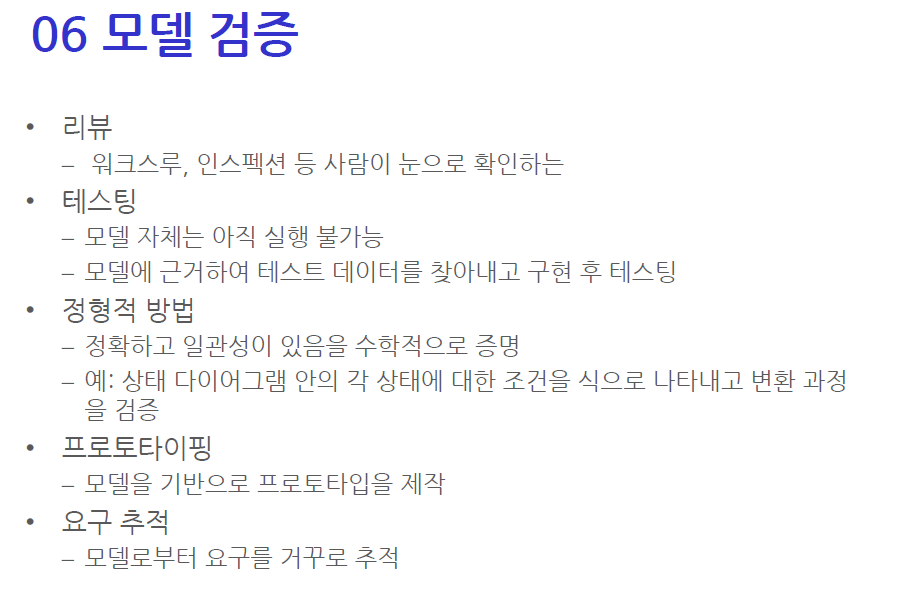 06 모델 검증
• 리뷰
– 워크스루, 인스펙션 등 사람이 눈으로 확인하는
• 테스팅
– 모델 자체는 아직 실행 불가능
– 모델에 근거하여 테스트 데이터를 찾아내고 구현 후 테스팅
• 정형적 방법
– 정확하고 일관성이 있음을 수학적으로 증명
– 예: 상태 다이어그램 안의 각 상태에 대한 조건을 식으로 나타내고 변환 과정
을 검증
• 프로토타이핑
– 모델을 기반으로 프로토타입을 제작
• 요구 추적
– 모델로부터 요구를 거꾸로 추적